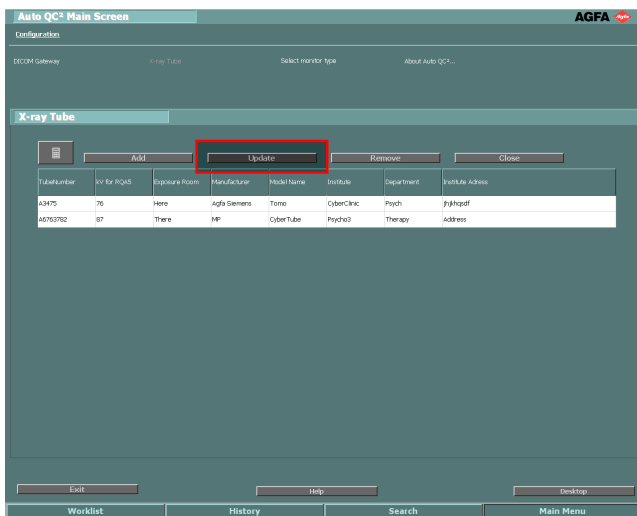 Auto QC² Main Screen
AGFA Agfa
Configuration
DICOM Gateway X-ray Tube Select monitor type About Auto QC²...
X-ray Tube
Add Update Remove Close
TubeNumber kV for RQA5 Exposure Room Manufacturer Model Name Institute Department Institute Adress
A3475 76 Here Agfa Siemens Tomo CyberClinic Psych jhjkhqsdf
A6763782 87 There MP CyberTube Psycho3 Therapy Address
Exit Help Desktop
Worklist History Search Main Menu